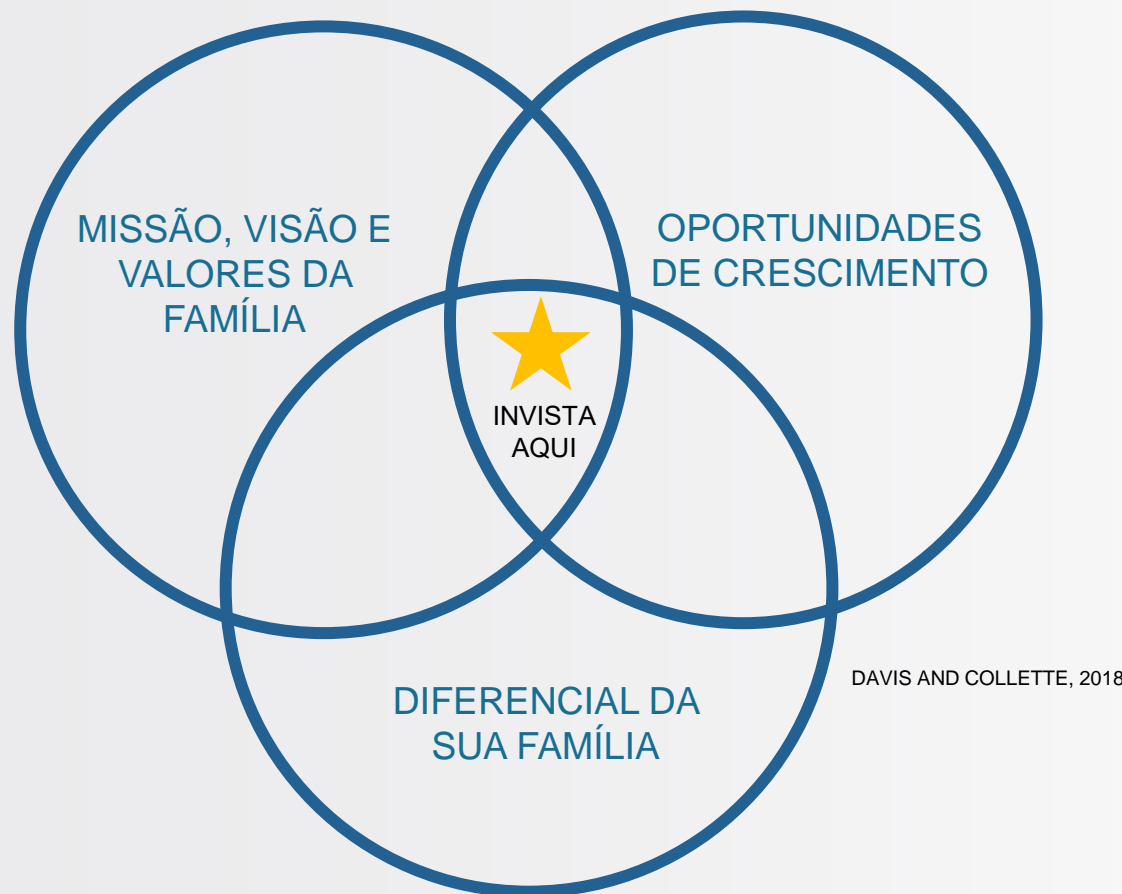 MISSÃO, VISÃO E
VALORES DA
FAMÍLIA
OPORTUNIDADES
DE CRESCIMENTO
INVISTA
AQUI
DIFERENCIAL DA
SUA FAMÍLIA
DAVIS AND COLLETTE, 2018